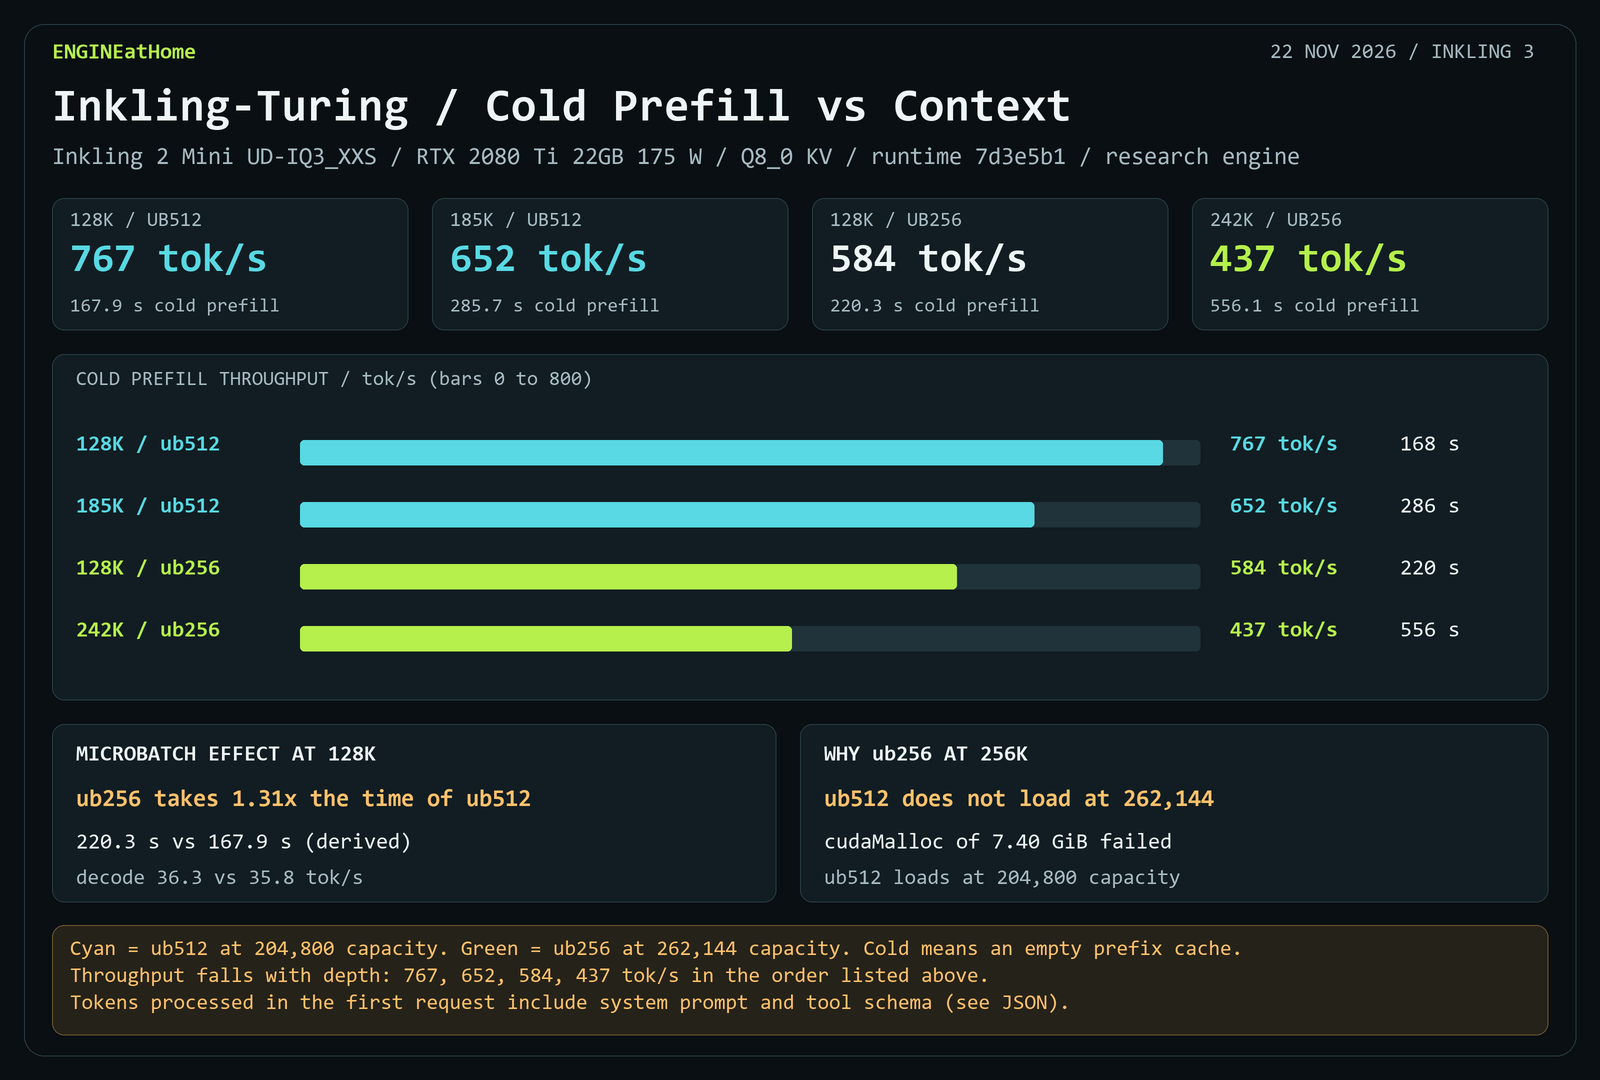 ENGINEatHome
22 NOV 2026 / INKLING 3
Inkling-Turing / Cold Prefill vs Context
Inkling 2 Mini UD-IQ3_XXS / RTX 2080 Ti 22GB 175 W / Q8_0 KV / runtime 7d3e5b1 / research engine
128K / UB512
767 tok/s
167.9 s cold prefill
185K / UB512
652 tok/s
285.7 s cold prefill
128K / UB256
584 tok/s
220.3 s cold prefill
242K / UB256
437 tok/s
556.1 s cold prefill
COLD PREFILL THROUGHPUT / tok/s (bars 0 to 800)
128K / ub512 767 tok/s 168 s
185K / ub512 652 tok/s 286 s
128K / ub256 584 tok/s 220 s
242K / ub256 437 tok/s 556 s
MICROBATCH EFFECT AT 128K
ub256 takes 1.31x the time of ub512
220.3 s vs 167.9 s (derived)
decode 36.3 vs 35.8 tok/s
WHY ub256 AT 256K
ub512 does not load at 262,144
cudaMalloc of 7.40 GiB failed
ub512 loads at 204,800 capacity
Cyan = ub512 at 204,800 capacity. Green = ub256 at 262,144 capacity. Cold means an empty prefix cache.
Throughput falls with depth: 767, 652, 584, 437 tok/s in the order listed above.
Tokens processed in the first request include system prompt and tool schema (see JSON).